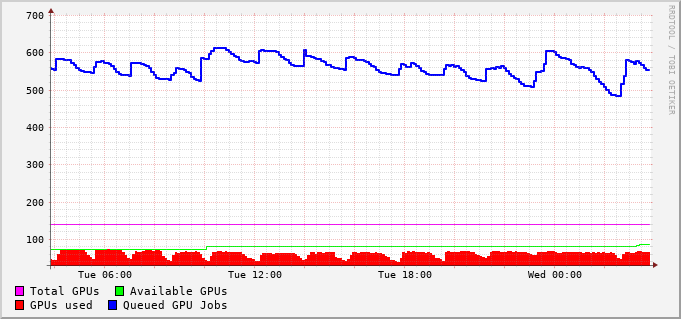 700
600
500
400
300
200
100
Tue 06:00 Tue 12:00 Tue 18:00 Wed 00:00
Total GPUs Available GPUs
GPUs used Queued GPU Jobs
RRDTOOL / TOBI OETIKER